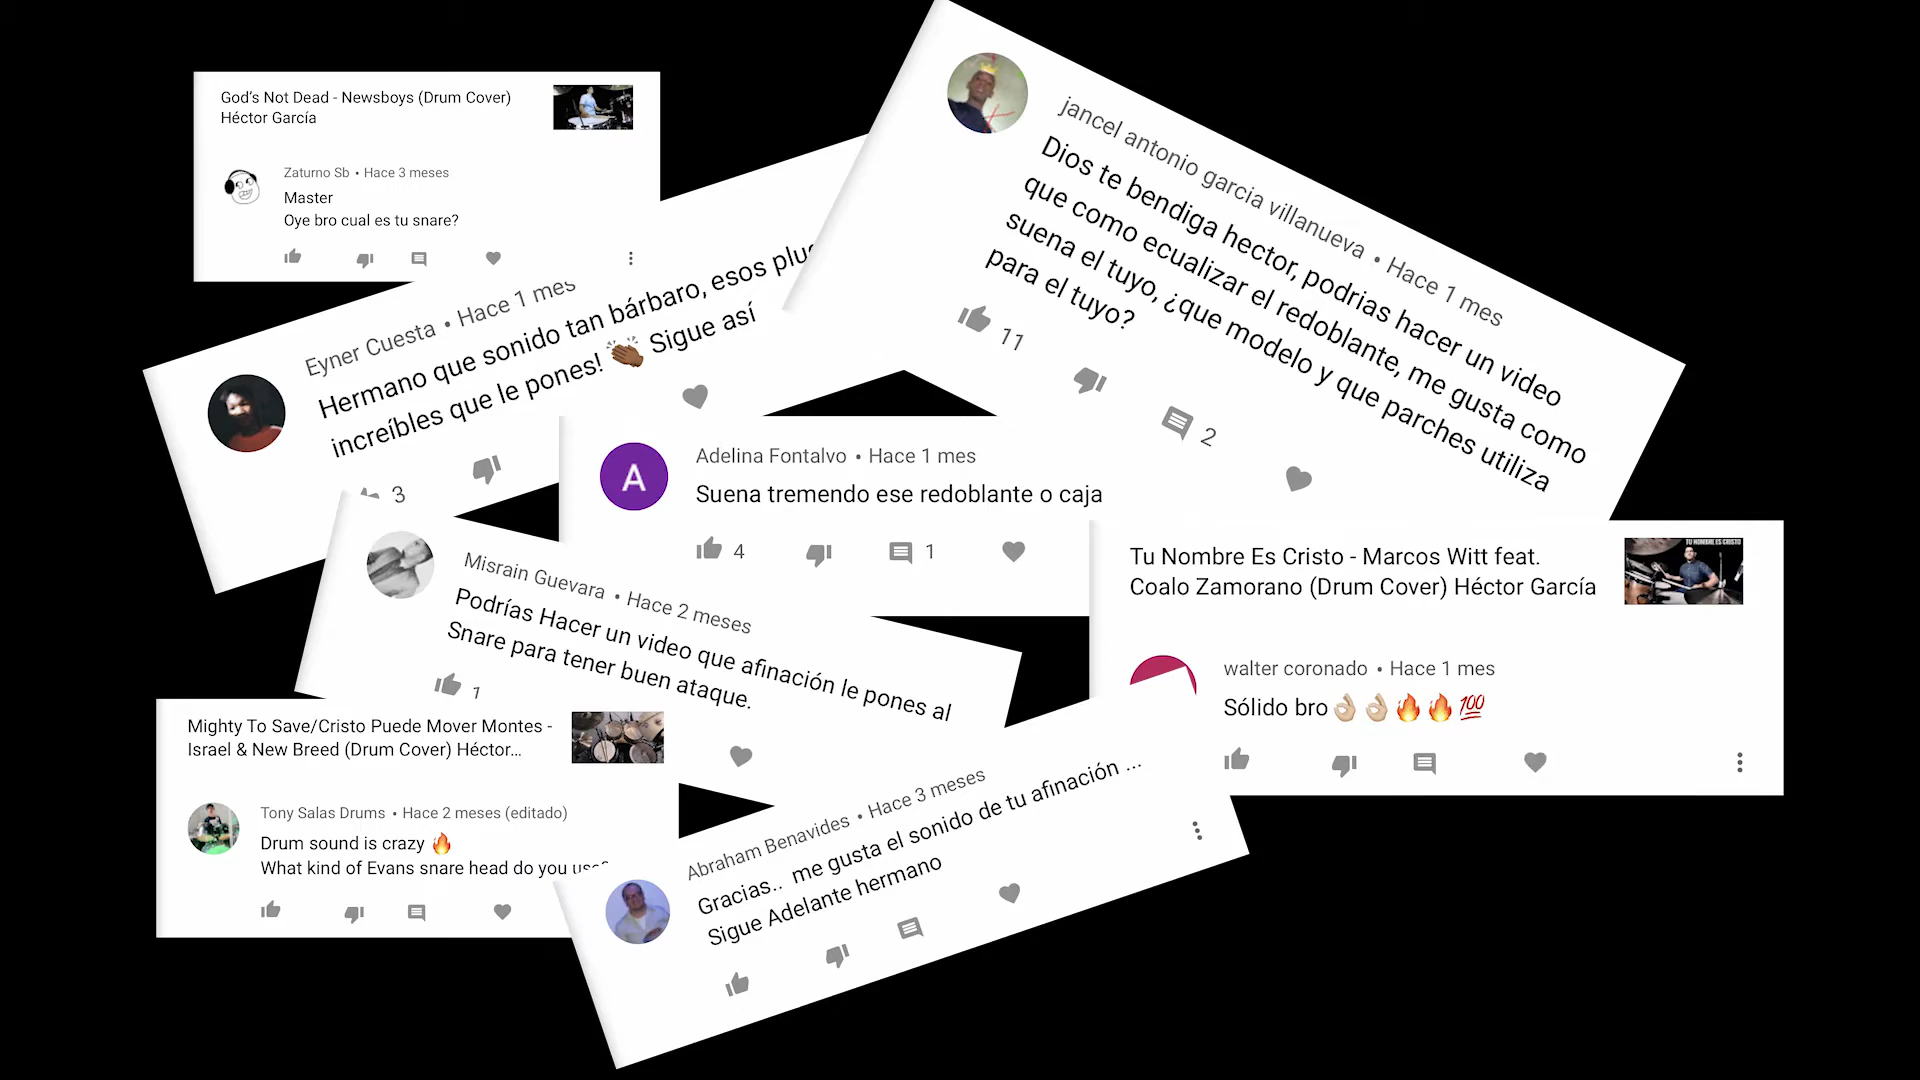 God's Not Dead - Newsboys (Drum Cover)
Héctor García
Zaturno Sb • Hace 3 meses
Master
Oye bro cual es tu snare?
jancel antonio garcia villanueva • Hace 1 mes
Dios te bendiga hector, podrias hacer un video
que como ecualizar el redoblante, me gusta como
suena el tuyo, ¿que modelo y que parches utiliza
para el tuyo?
11
2
Eyner Cuesta • Hace 1 mes
Hermano que sonido tan bárbaro, esos
increíbles que le pones! 👏🏾 Sigue así
3
A
Adelina Fontalvo • Hace 1 mes
Suena tremendo ese redoblante o caja
4
1
Misrain Guevara • Hace 2 meses
Podrías Hacer un video que afinación le pones al
Snare para tener buen ataque.
1
TU NOMBRE ES CRISTO
Tu Nombre Es Cristo - Marcos Witt feat.
Coalo Zamorano (Drum Cover) Héctor García
walter coronado • Hace 1 mes
Sólido bro👌🏼👌🏼🔥🔥💯
Mighty To Save/Cristo Puede Mover Montes -
Israel & New Breed (Drum Cover) Héctor...
Tony Salas Drums • Hace 2 meses (editado)
Drum sound is crazy 🔥
What kind of Evans snare head do you use?
Abraham Benavides • Hace 3 meses
Gracias.. me gusta el sonido de tu afinación ...
Sigue Adelante hermano